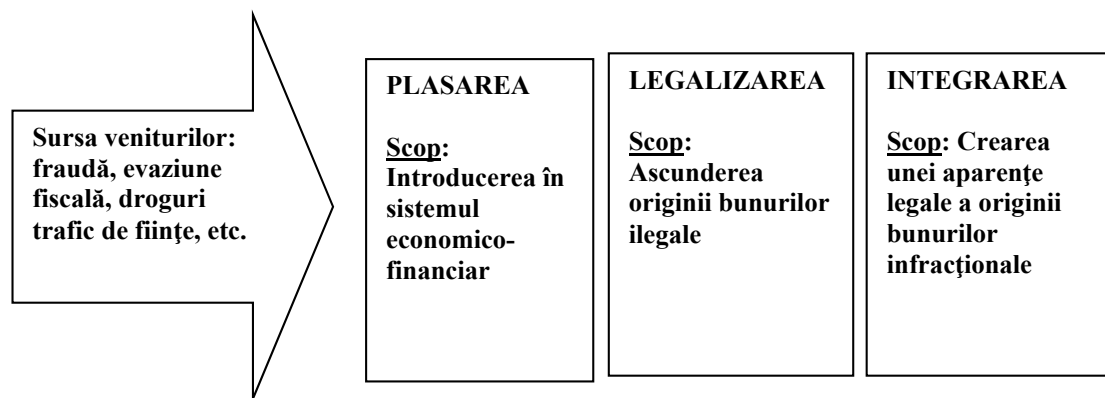 Sursa veniturilor:
fraudă, evaziune
fiscală, droguri
trafic de fiinţe, etc.
PLASAREA
Scop:
Introducerea în
sistemul
economico-
financiar
LEGALIZAREA
Scop:
Ascunderea
originii bunurilor
ilegale
INTEGRAREA
Scop: Crearea
unei aparenţe
legale a originii
bunurilor
infracţionale